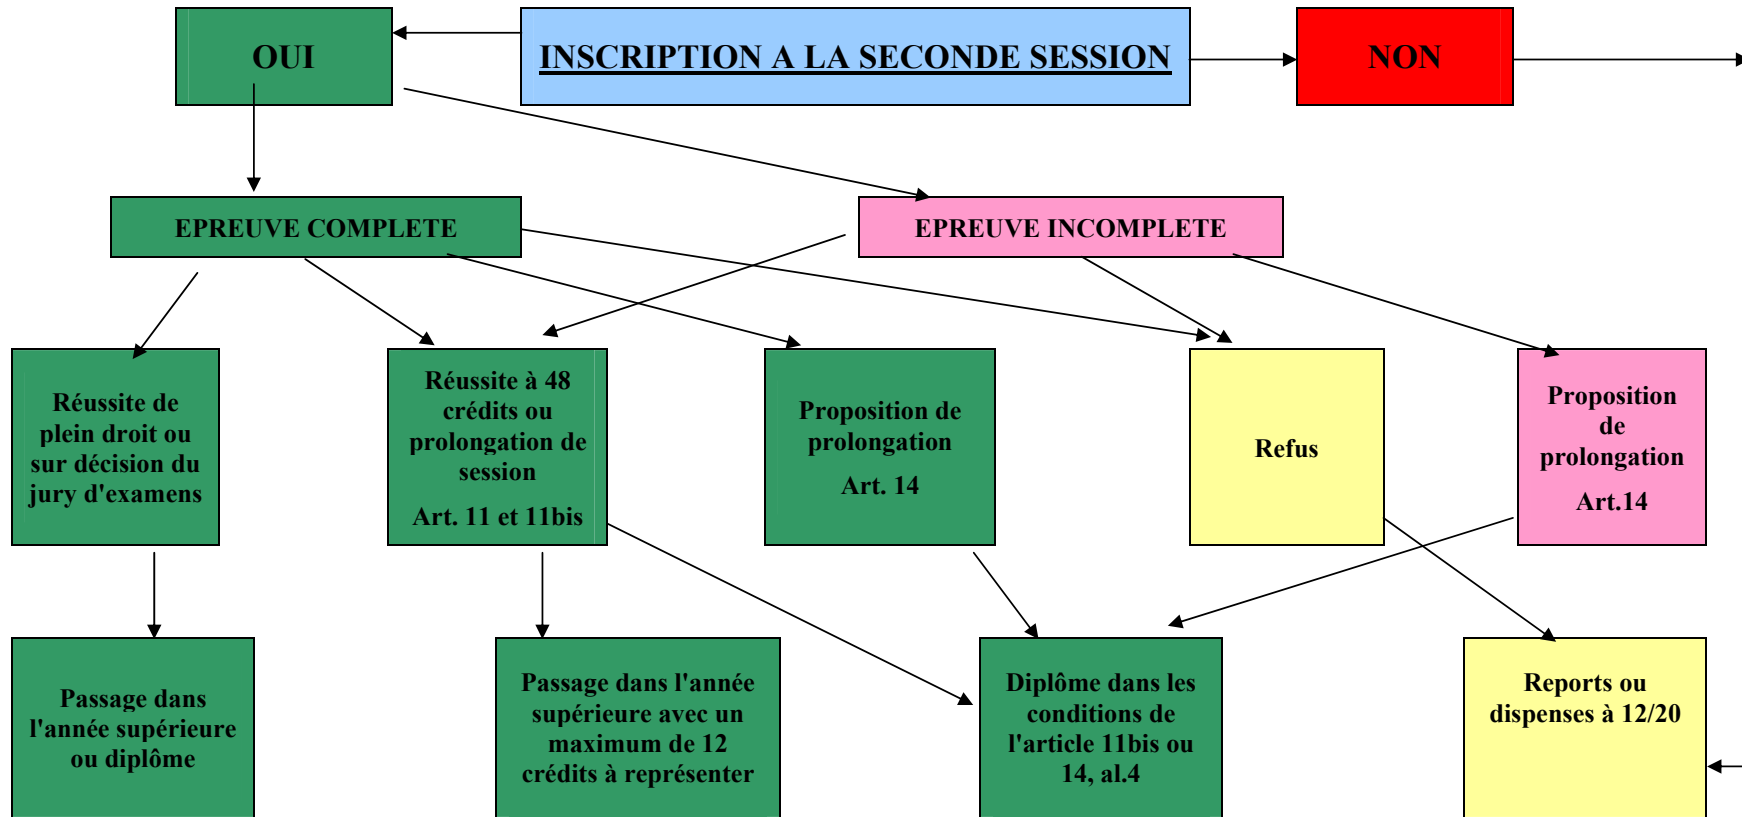 OUI
INSCRIPTION A LA SECONDE SESSION
NON
EPREUVE COMPLETE
EPREUVE INCOMPLETE
Réussite de
plein droit ou
sur décision du
jury d'examens
Réussite à 48
crédits ou
prolongation de
session
Art. 11 et 11bis
Proposition de
prolongation
Art. 14
Refus
Proposition
de
prolongation
Art.14
Passage dans
l'année supérieure
ou diplôme
Passage dans l'année
supérieure avec un
maximum de 12
crédits à représenter
Diplôme dans les
conditions de
l'article 11bis ou
14, al.4
Reports ou
dispenses à 12/20